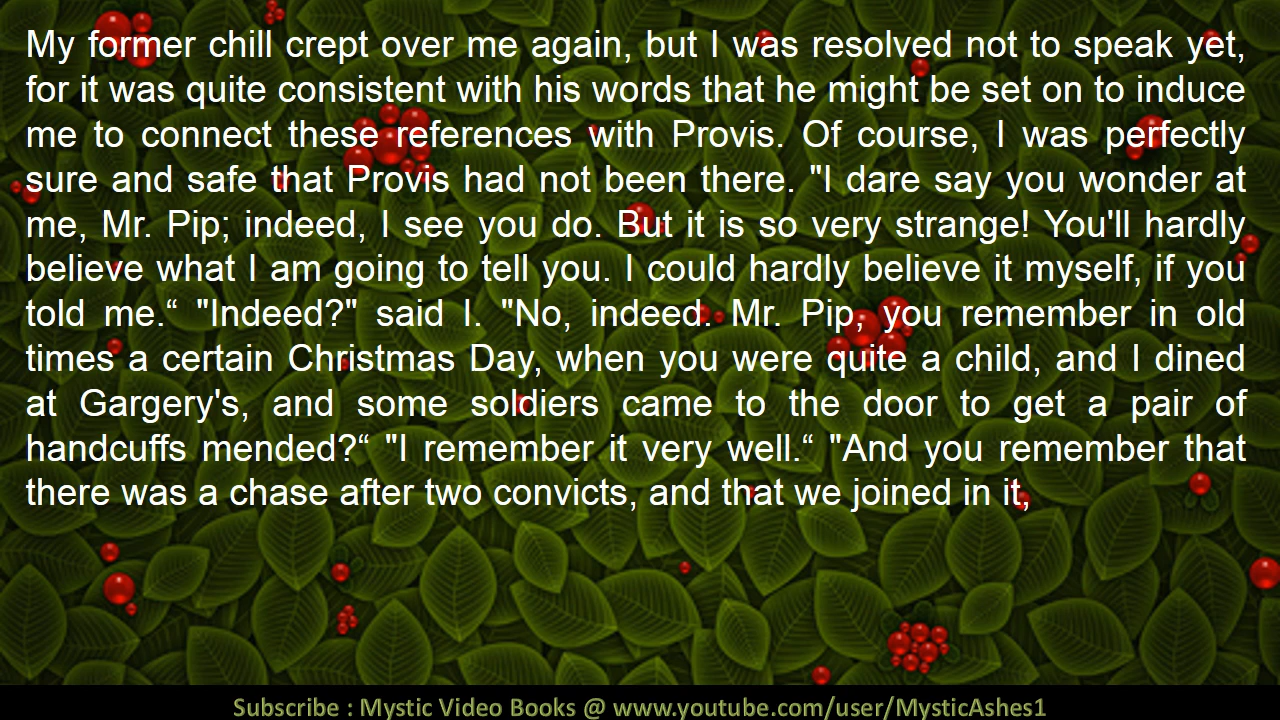 My former chill crept over me again, but I was resolved not to speak yet,
for it was quite consistent with his words that he might be set on to induce
me to connect these references with Provis. Of course, I was perfectly
sure and safe that Provis had not been there. "I dare say you wonder at
me, Mr. Pip; indeed, I see you do. But it is so very strange! You'll hardly
believe what I am going to tell you. I could hardly believe it myself, if you
told me.“ "Indeed?" said I. "No, indeed. Mr. Pip, you remember in old
times a certain Christmas Day, when you were quite a child, and I dined
at Gargery's, and some soldiers came to the door to get a pair of
handcuffs mended?“ "I remember it very well.“ "And you remember that
there was a chase after two convicts, and that we joined in it,
Subscribe : Mystic Video Books @ www.youtube.com/user/MysticAshes1